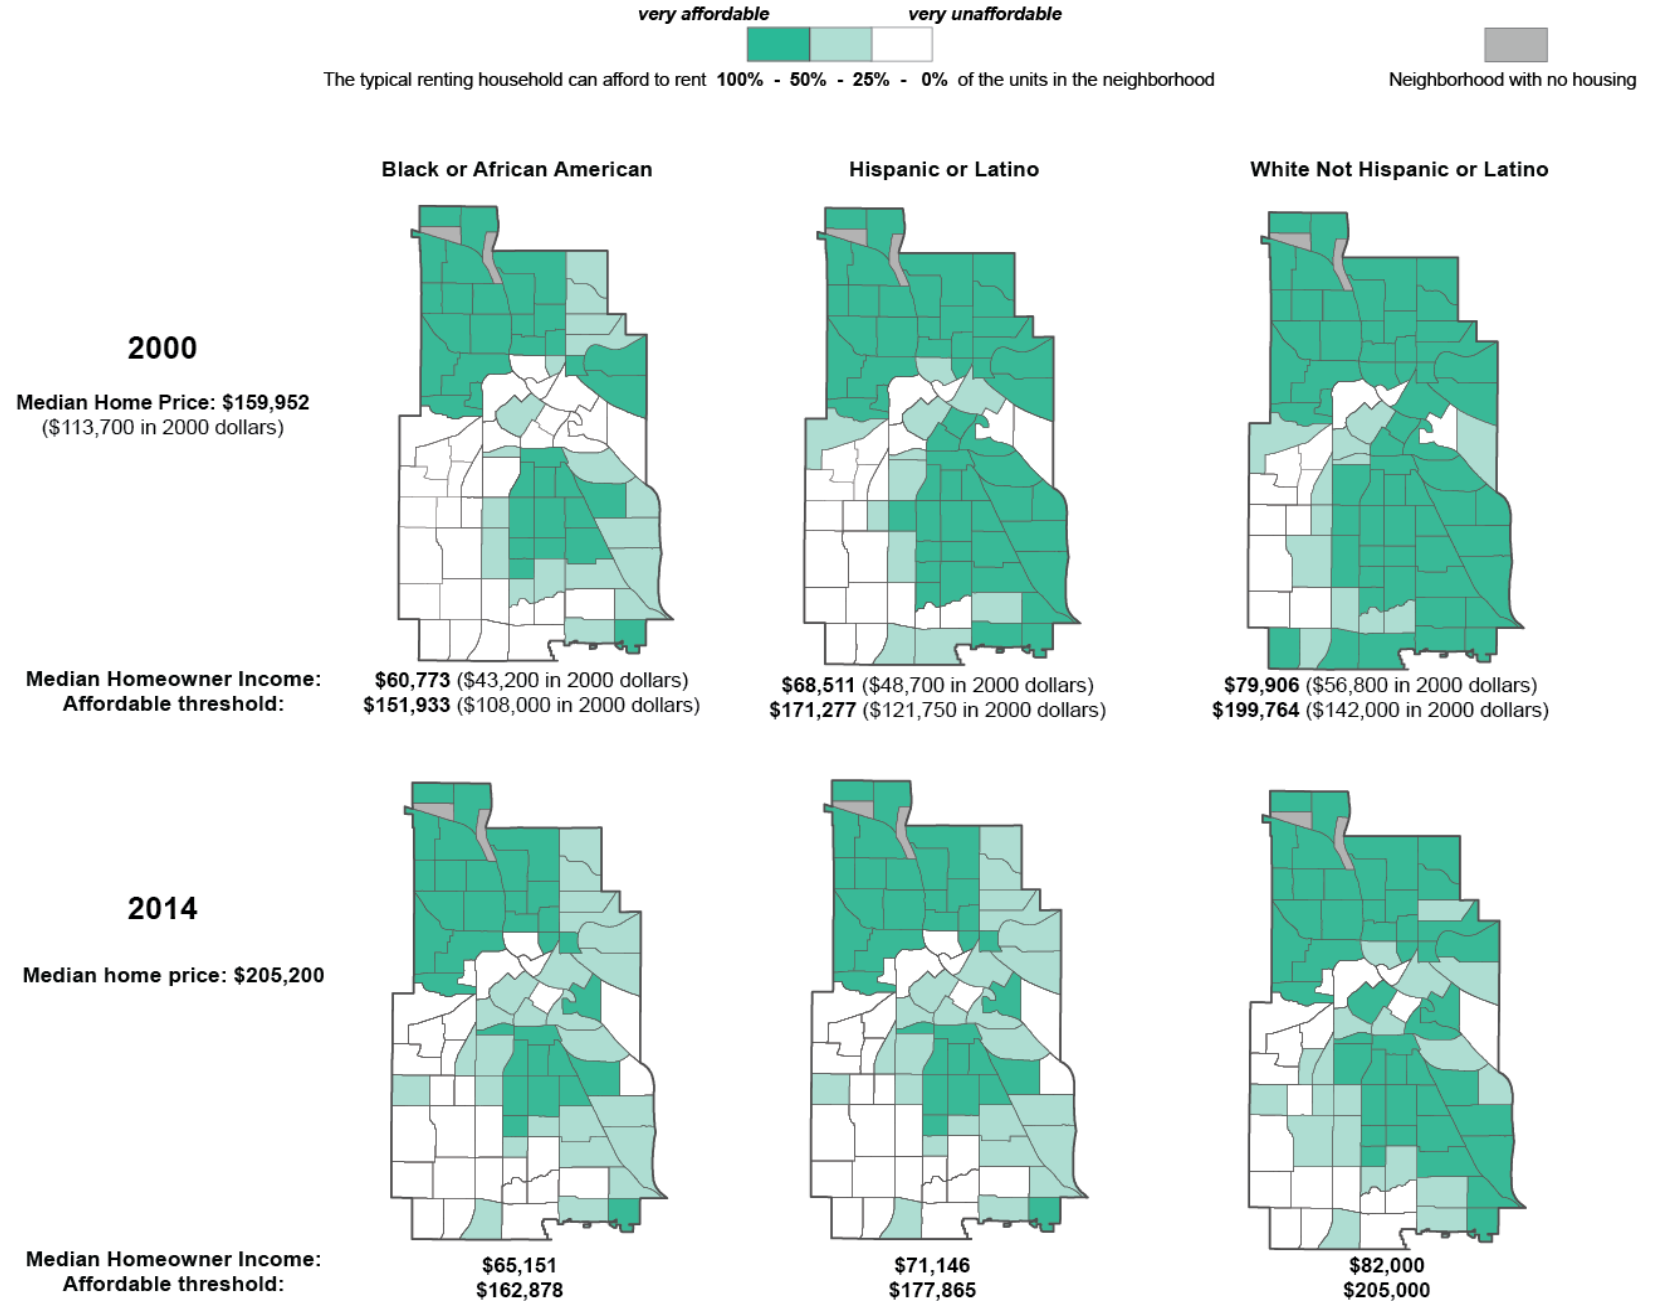 very affordable very unaffordable
The typical renting household can afford to rent 100% - 50% - 25% - 0% of the units in the neighborhood
Neighborhood with no housing
Black or African American
Hispanic or Latino
White Not Hispanic or Latino
2000
Median Home Price: $159,952
($113,700 in 2000 dollars)
Median Homeowner Income:
Affordable threshold:
$60,773 ($43,200 in 2000 dollars)
$151,933 ($108,000 in 2000 dollars)
$68,511 ($48,700 in 2000 dollars)
$171,277 ($121,750 in 2000 dollars)
$79,906 ($56,800 in 2000 dollars)
$199,764 ($142,000 in 2000 dollars)
2014
Median home price: $205,200
Median Homeowner Income:
Affordable threshold:
$65,151
$162,878
$71,146
$177,865
$82,000
$205,000